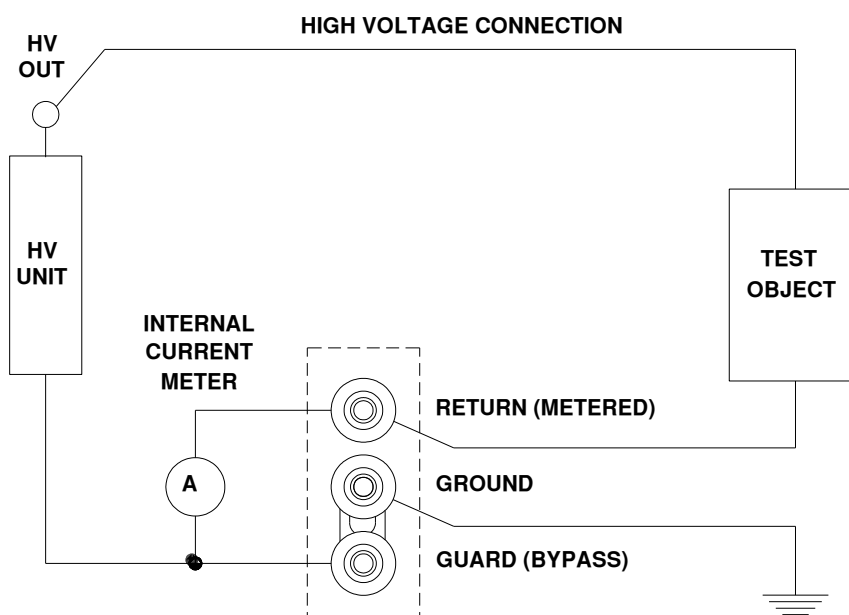 HIGH VOLTAGE CONNECTION
HV
OUT
HV
UNIT
TEST
OBJECT
INTERNAL
CURRENT
METER
RETURN (METERED)
A
GROUND
GUARD (BYPASS)